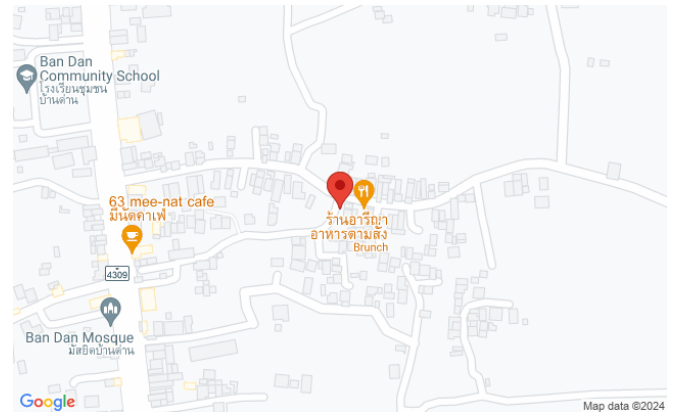 Ban Dan
Community School
โรงเรียนชุมชน
บ้านด่าน
63 mee-nat cafe
มีนัดคาเฟ่
ร้านอารีญา
อาหารตามสั่ง
Brunch
4309
Ban Dan Mosque
มัสยิดบ้านด่าน
Google
Map data ©2024